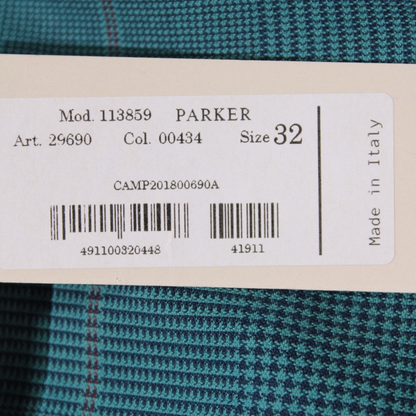 Mod. 113859 PARKER
Art. 29690 Col. 00434 Size 32
CAMP201800690A
491100320448 41911
Made in Italy